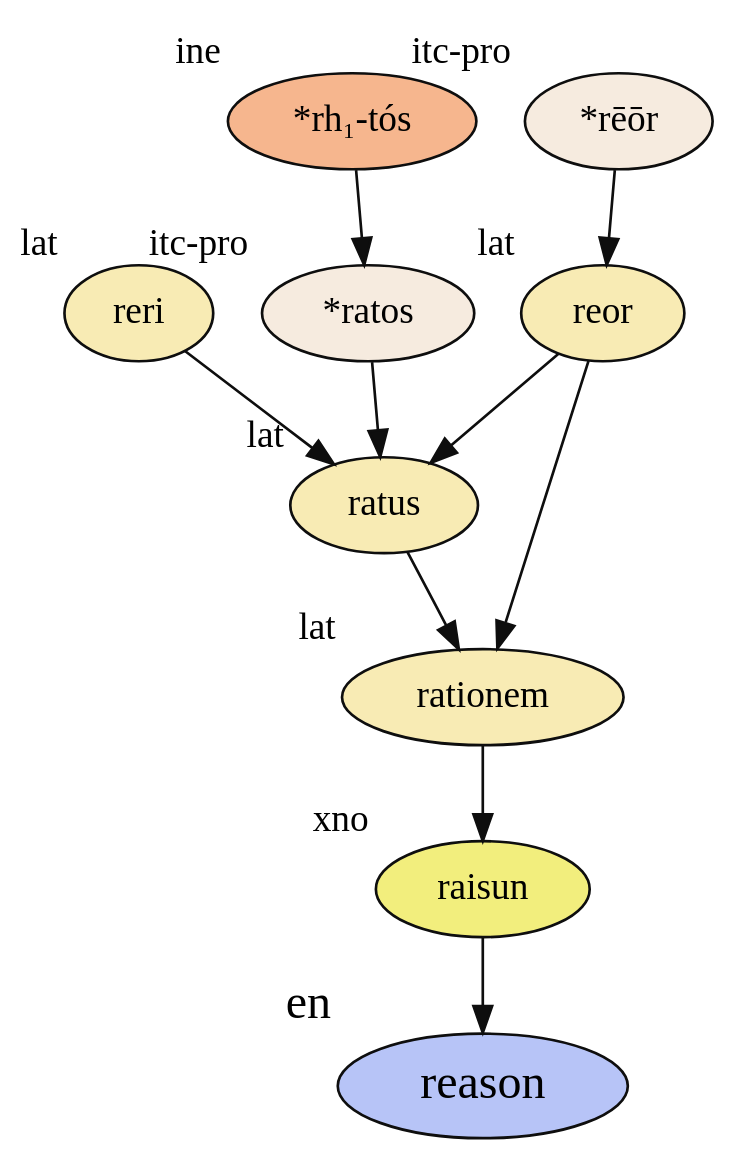 ine
itc-pro
*rh₁-tós
*rēōr
lat
itc-pro
lat
reri
*ratos
reor
lat
ratus
lat
rationem
xno
raisun
en
reason